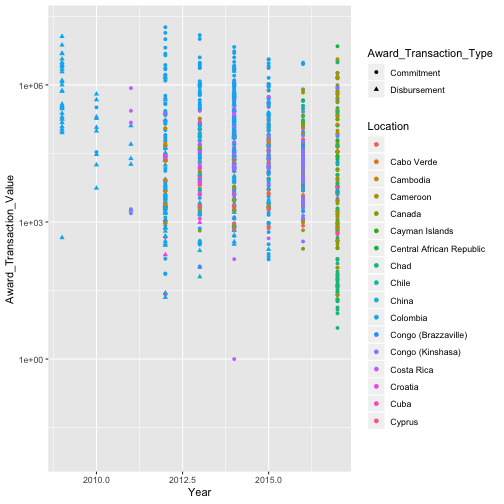 1e+06
1e+03
1e+00
Award_Transaction_Value
2010.0
2012.5
2015.0
Year
Award_Transaction_Type
Commitment
Disbursement
Location
Cabo Verde
Cambodia
Cameroon
Canada
Cayman Islands
Central African Republic
Chad
Chile
China
Colombia
Congo (Brazzaville)
Congo (Kinshasa)
Costa Rica
Croatia
Cuba
Cyprus